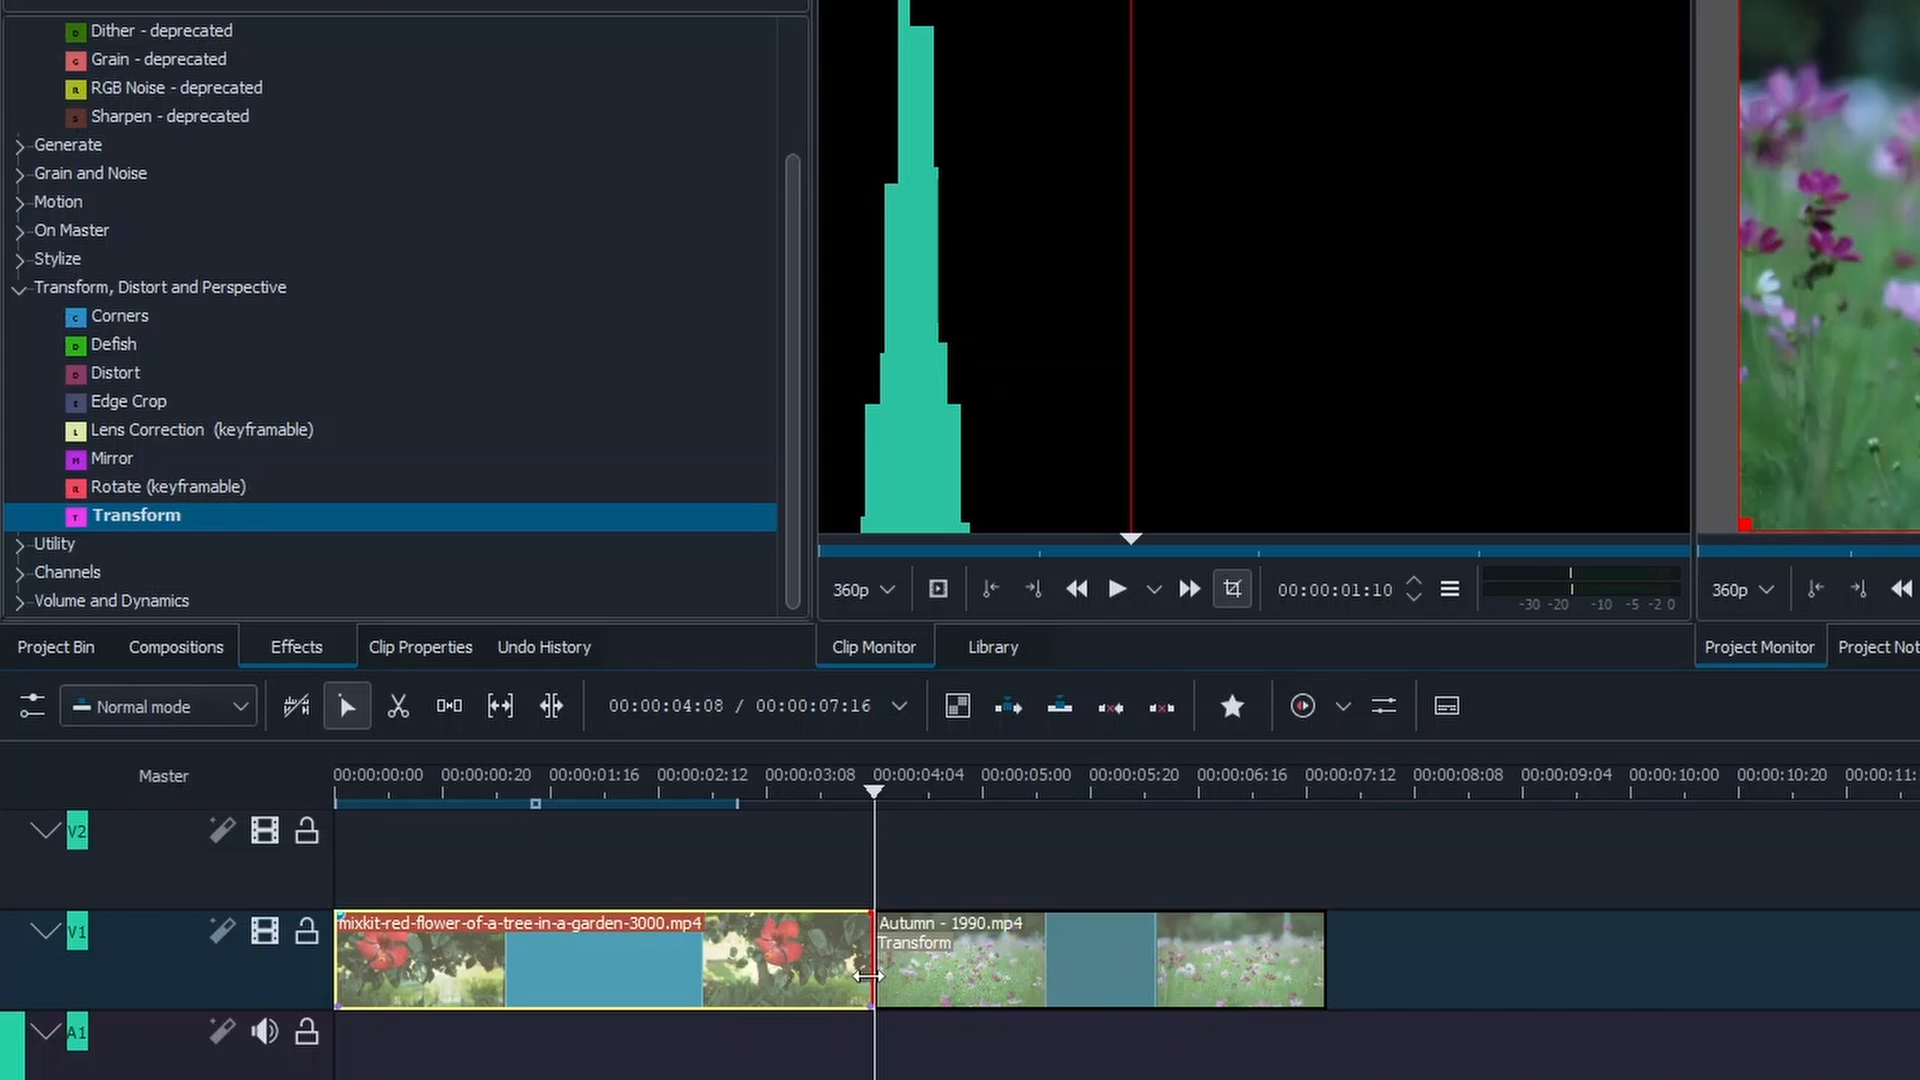 Dither - deprecated
Grain - deprecated
RGB Noise - deprecated
Sharpen - deprecated
Generate
Grain and Noise
Motion
On Master
Stylize
Transform, Distort and Perspective
Corners
Defish
Distort
Edge Crop
Lens Correction (keyframable)
Mirror
Rotate (keyframable)
Transform
Utility
Channels
Volume and Dynamics
360p
00:00:01:10
-30 -20 -10 -5 -2 0
360p
Project Bin
Compositions
Effects
Clip Properties
Undo History
Clip Monitor
Library
Project Monitor
Project Not
Normal mode
00:00:04:08 / 00:00:07:16
Master
00:00:00:00 00:00:00:20 00:00:01:16 00:00:02:12 00:00:03:08 00:00:04:04 00:00:05:00 00:00:05:20 00:00:06:16 00:00:07:12 00:00:08:08 00:00:09:04 00:00:10:00 00:00:10:20 00:00:11:
V2
V1
mixkit-red-flower-of-a-tree-in-a-garden-3000.mp4
Autumn - 1990.mp4
Transform
A1